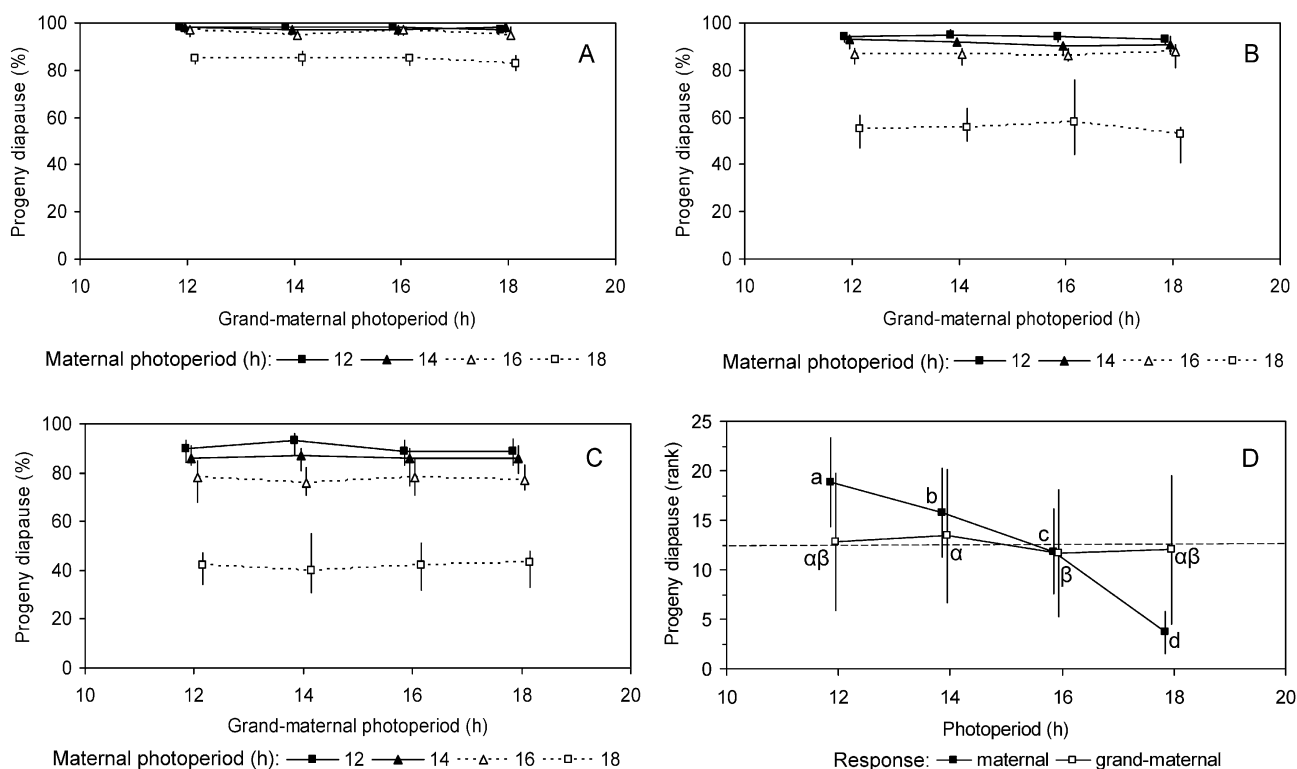 A
Progeny diapause (%)
100
80
60
40
20
0
10 12 14 16 18 20
Grand-maternal photoperiod (h)
Maternal photoperiod (h): 12 14 16 18
B
Progeny diapause (%)
100
80
60
40
20
0
10 12 14 16 18 20
Grand-maternal photoperiod (h)
Maternal photoperiod (h): 12 14 16 18
C
Progeny diapause (%)
100
80
60
40
20
0
10 12 14 16 18 20
Grand-maternal photoperiod (h)
Maternal photoperiod (h): 12 14 16 18
D
Progeny diapause (rank)
25
20
15
10
5
0
a
b
c
d
αβ
α
β
αβ
10 12 14 16 18 20
Photoperiod (h)
Response: maternal grand-maternal